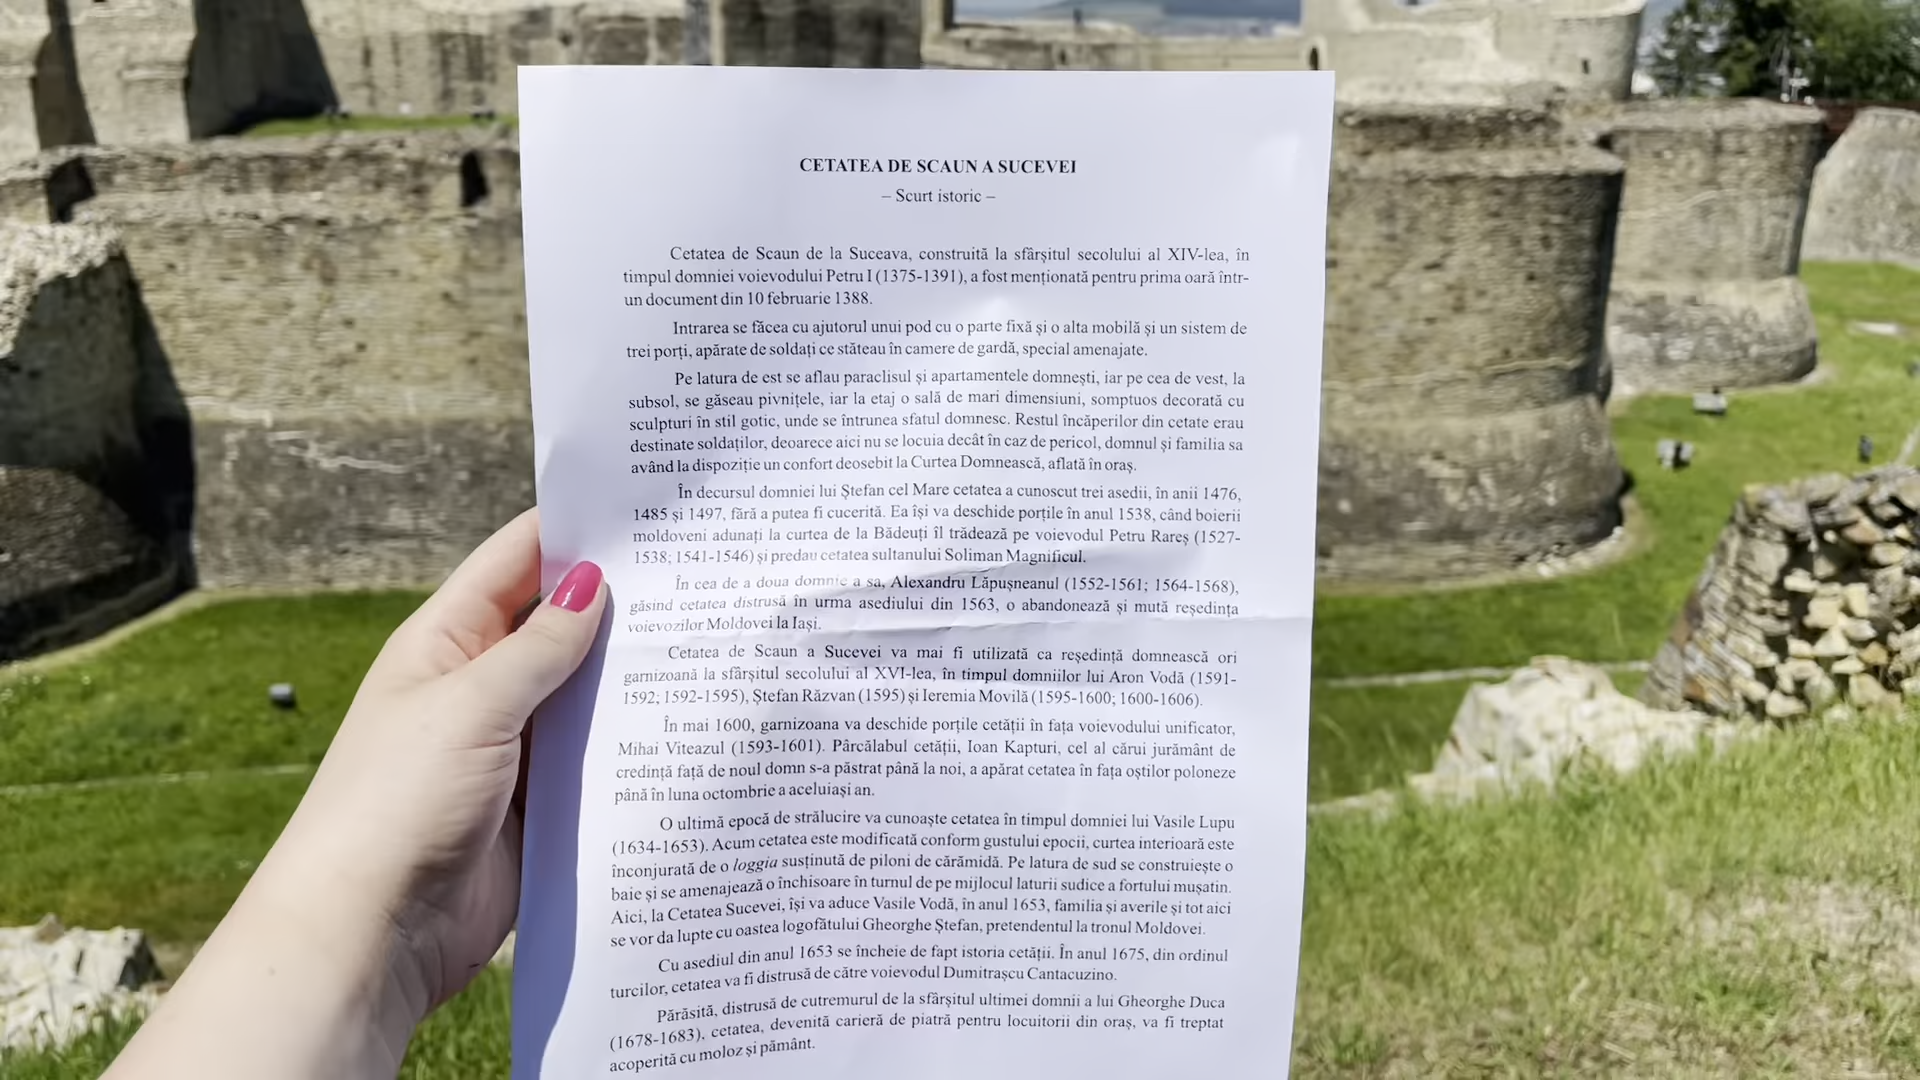 CETATEA DE SCAUN A SUCEVEI
– Scurt istoric –
Cetatea de Scaun de la Suceava, construită la sfârșitul secolului al XIV-lea, în
timpul domniei voievodului Petru I (1375-1391), a fost menționată pentru prima oară într-
un document din 10 februarie 1388.
Intrarea se făcea cu ajutorul unui pod cu o parte fixă și o alta mobilă și un sistem de
trei porți, apărate de soldați ce stăteau în camere de gardă, special amenajate.
Pe latura de est se aflau paraclisul și apartamentele domnești, iar pe cea de vest, la
subsol, se găseau pivnițele, iar la etaj o sală de mari dimensiuni, somptuos decorată cu
sculpturi în stil gotic, unde se întrunea sfatul domnesc. Restul încăperilor din cetate erau
destinate soldaților, deoarece aici nu se locuia decât în caz de pericol, domnul și familia sa
având la dispoziție un confort deosebit la Curtea Domnească, aflată în oraș.
În decursul domniei lui Ștefan cel Mare cetatea a cunoscut trei asedii, în anii 1476,
1485 și 1497, fără a putea fi cucerită. Ea își va deschide porțile în anul 1538, când boierii
moldoveni adunați la curtea de la Bădeuți îl trădează pe voievodul Petru Rareș (1527-
1538; 1541-1546) și predau cetatea sultanului Soliman Magnificul.
În cea de a doua domnie a sa, Alexandru Lăpușneanul (1552-1561; 1564-1568),
găsind cetatea distrusă în urma asediului din 1563, o abandonează și mută reședința
voievozilor Moldovei la Iași.
Cetatea de Scaun a Sucevei va mai fi utilizată ca reședință domnească ori
garnizoană la sfârșitul secolului al XVI-lea, în timpul domniilor lui Aron Vodă (1591-
1592; 1592-1595), Ștefan Răzvan (1595) și Ieremia Movilă (1595-1600; 1600-1606).
În mai 1600, garnizoana va deschide porțile cetății în fața voievodului unificator,
Mihai Viteazul (1593-1601). Pârcălabul cetății, Ioan Kapturi, cel al cărui jurământ de
credință față de noul domn s-a păstrat până la noi, a apărat cetatea în fața oștilor poloneze
până în luna octombrie a aceluiași an.
O ultimă epocă de strălucire va cunoaște cetatea în timpul domniei lui Vasile Lupu
(1634-1653). Acum cetatea este modificată conform gustului epocii, curtea interioară este
înconjurată de o loggia susținută de piloni de cărămidă. Pe latura de sud se construiește o
baie și se amenajează o închisoare în turnul de pe mijlocul laturii sudice a fortului mușatin.
Aici, la Cetatea Sucevei, își va aduce Vasile Vodă, în anul 1653, familia și averile și tot aici
se vor da lupte cu oastea logofătului Gheorghe Ștefan, pretendentul la tronul Moldovei.
Cu asediul din anul 1653 se încheie de fapt istoria cetății. În anul 1675, din ordinul
turcilor, cetatea va fi distrusă de către voievodul Dumitrașcu Cantacuzino.
Părăsită, distrusă de cutremurul de la sfârșitul ultimei domnii a lui Gheorghe Duca
(1678-1683), cetatea, devenită carieră de piatră pentru locuitorii din oraș, va fi treptat
acoperită cu moloz și pământ.